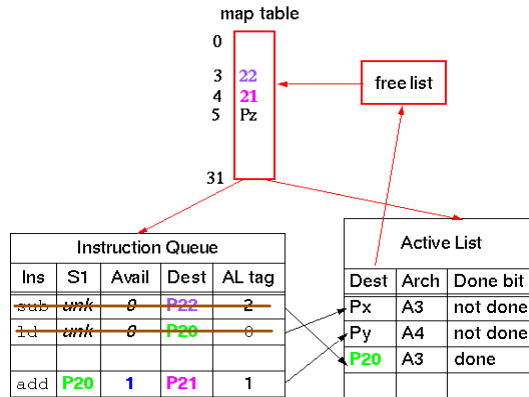 map table
0
3 22
4 21
5 Pz
free list
31
Instruction Queue
Ins S1 Avail Dest AL tag
sub unk 0 P22 2
ld unk 0 P20 0
add P20 1 P21 1
Active List
Dest Arch Done bit
Px A3 not done
Py A4 not done
P20 A3 done